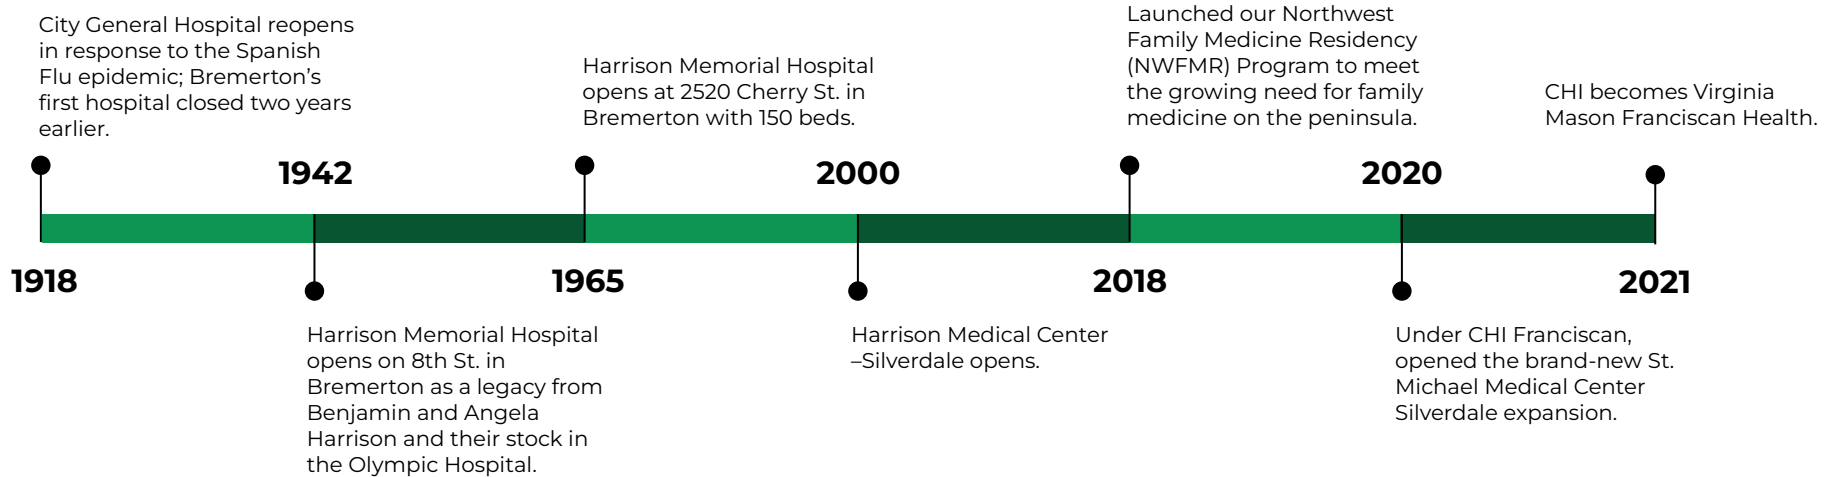 City General Hospital reopens
in response to the Spanish
Flu epidemic; Bremerton’s
first hospital closed two years
earlier.
1918
1942
Harrison Memorial Hospital
opens on 8th St. in
Bremerton as a legacy from
Benjamin and Angela
Harrison and their stock in
the Olympic Hospital.
Harrison Memorial Hospital
opens at 2520 Cherry St. in
Bremerton with 150 beds.
1965
2000
Harrison Medical Center
–Silverdale opens.
Launched our Northwest
Family Medicine Residency
(NWFMR) Program to meet
the growing need for family
medicine on the peninsula.
2018
2020
Under CHI Franciscan,
opened the brand-new St.
Michael Medical Center
Silverdale expansion.
CHI becomes Virginia
Mason Franciscan Health.
2021